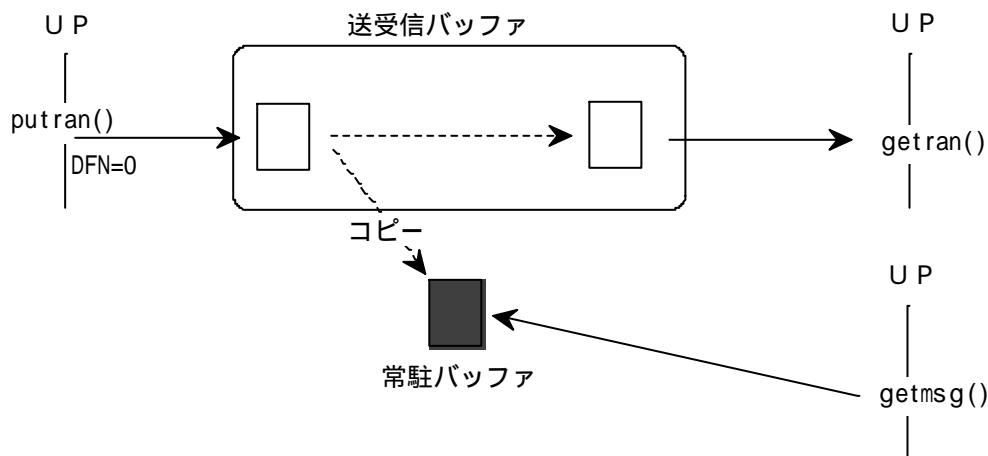 ＵＰ
送受信バッファ
ＵＰ
putran()
DFN=0
getran()
コピー
ＵＰ
常駐バッファ
getmsg()